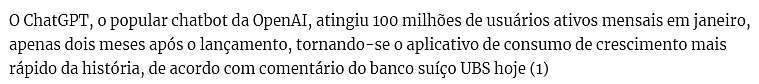 O ChatGPT, o popular chatbot da OpenAI, atingiu 100 milhões de usuários ativos mensais em janeiro,
apenas dois meses após o lançamento, tornando-se o aplicativo de consumo de crescimento mais
rápido da história, de acordo com comentário do banco suíço UBS hoje (1)